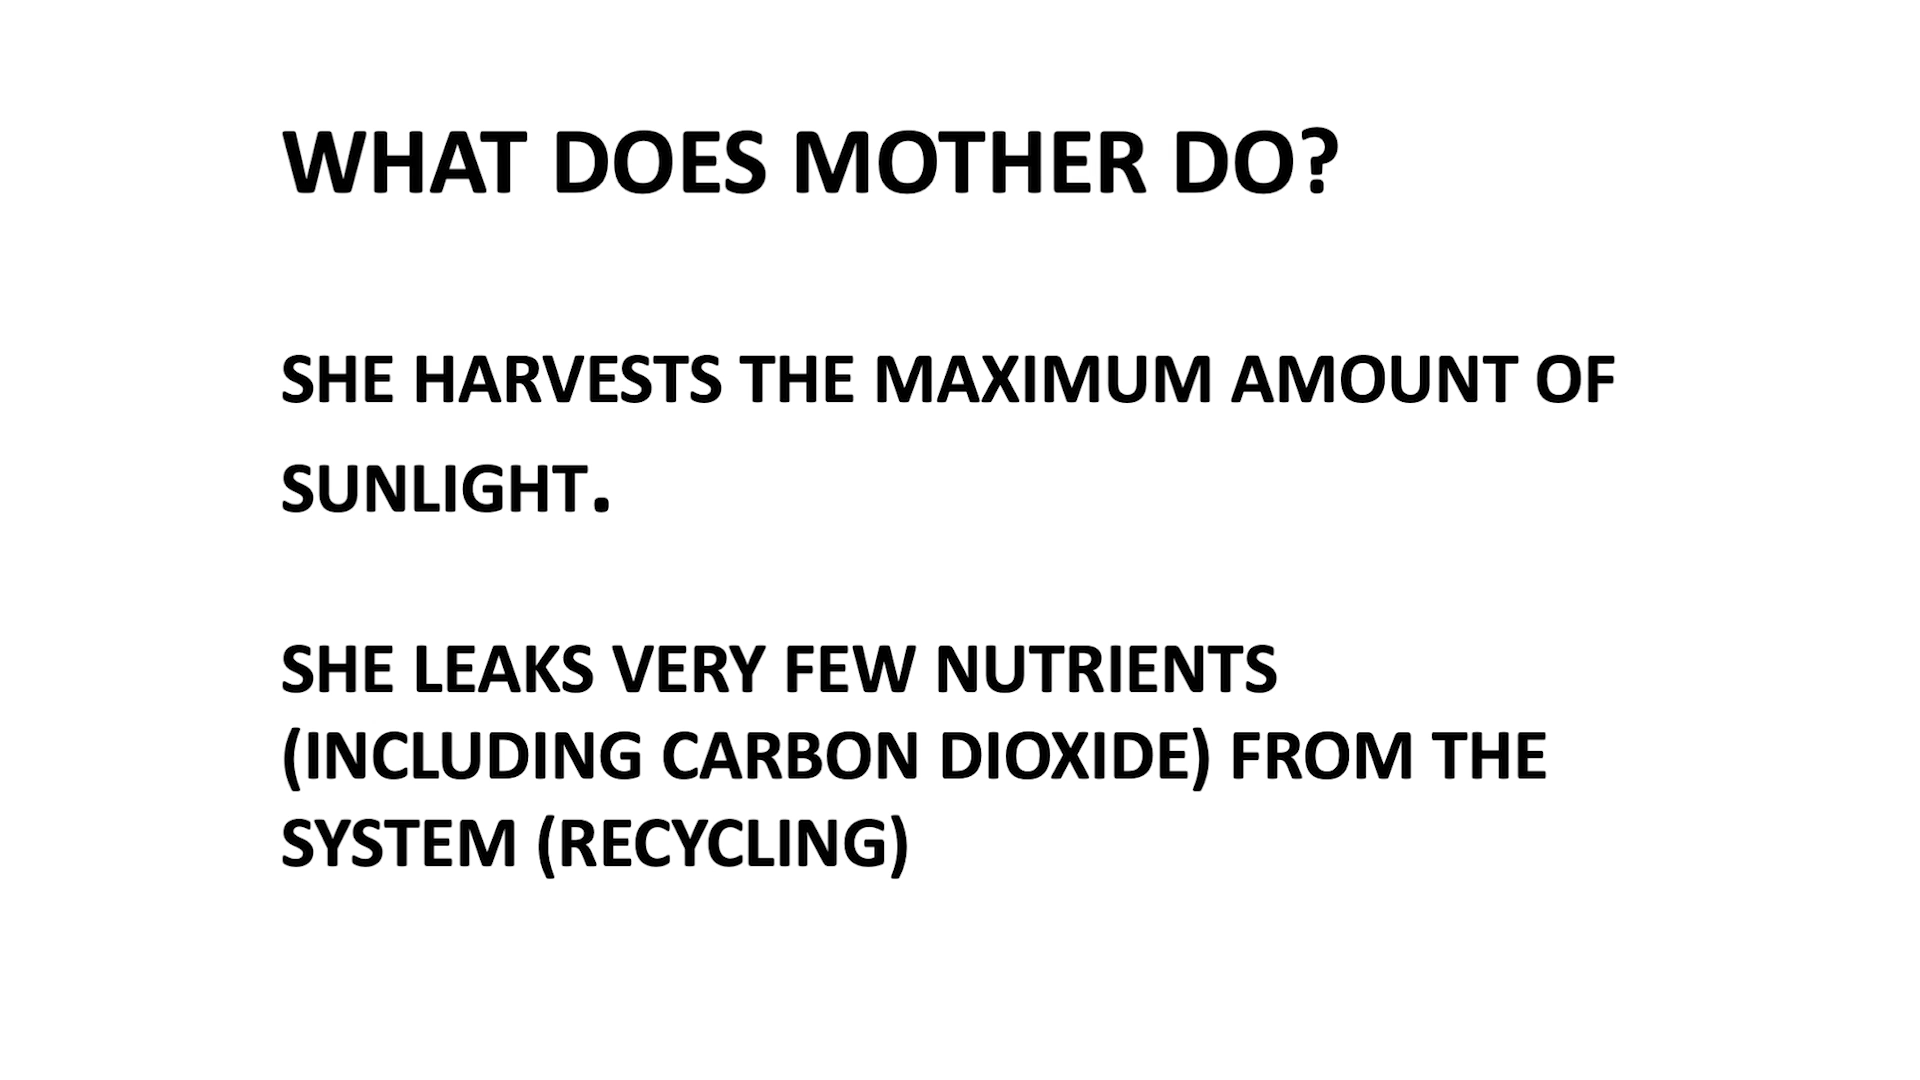 WHAT DOES MOTHER DO?
SHE HARVESTS THE MAXIMUM AMOUNT OF
SUNLIGHT.
SHE LEAKS VERY FEW NUTRIENTS
(INCLUDING CARBON DIOXIDE) FROM THE
SYSTEM (RECYCLING)